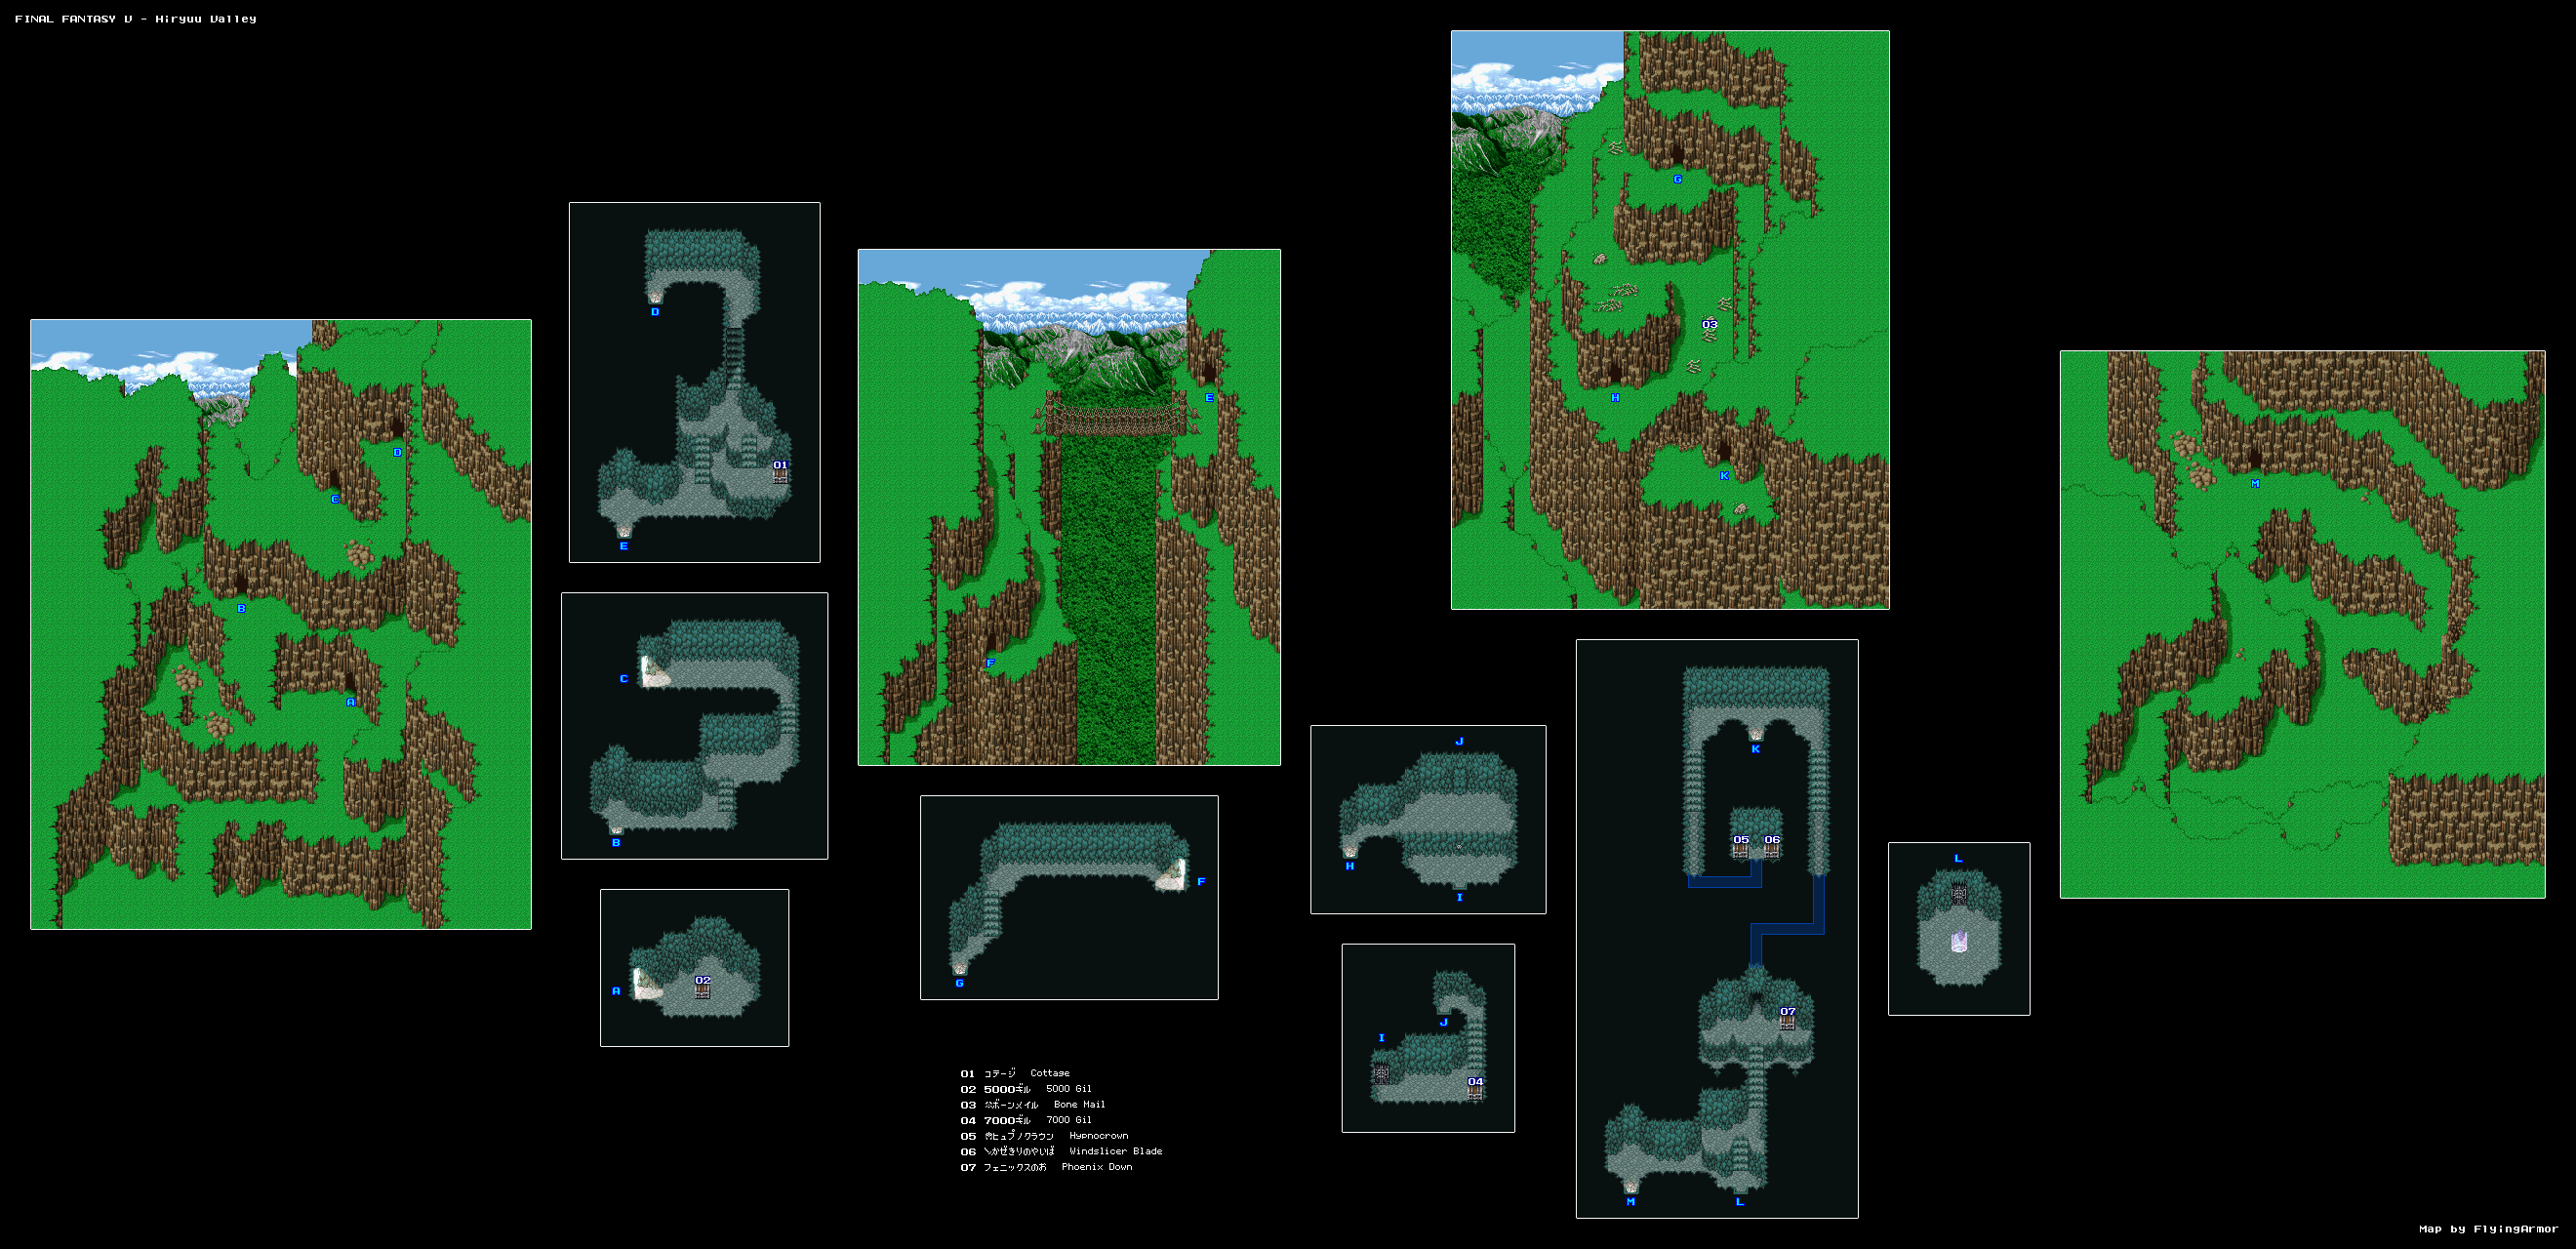 FINAL FANTASY V - Hiryuu Valley
G
03
D
E
E
H
D
K
C
01
M
E
B
C
F
A
J
K
B
05 06
H
L
F
I
02
A
G
07
J
I
04
01 コテージ Cottage
02 5000ギル 5000 Gil
03 ボーンメイル Bone Mail
04 7000ギル 7000 Gil
05 ヒュプノクラウン Hypnocrown
06 かぜきりのやいば Windslicer Blade
07 フェニックスのお Phoenix Down
M L
Map by FlyingArmor